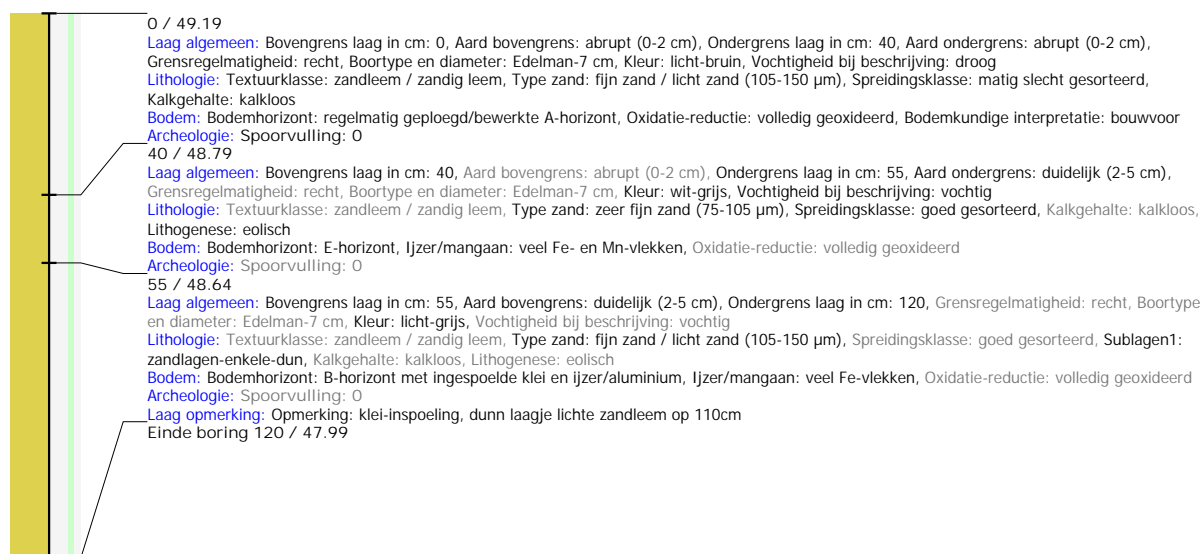 0 / 49.19
Laag algemeen: Bovengrens laag in cm: 0, Aard bovengrens: abrupt (0-2 cm), Ondergrens laag in cm: 40, Aard ondergrens: abrupt (0-2 cm),
Grensregelmatigheid: recht, Boortype en diameter: Edelman-7 cm, Kleur: licht-bruin, Vochtigheid bij beschrijving: droog
Lithologie: Textuurklasse: zandleem / zandig leem, Type zand: fijn zand / licht zand (105-150 µm), Spreidingsklasse: matig slecht gesorteerd,
Kalkgehalte: kalkloos
Bodem: Bodemhorizont: regelmatig geploegd/bewerkte A-horizont, Oxidatie-reductie: volledig geoxideerd, Bodemkundige interpretatie: bouwvoor
Archeologie: Spoorvulling: 0
40 / 48.79
Laag algemeen: Bovengrens laag in cm: 40, Aard bovengrens: abrupt (0-2 cm), Ondergrens laag in cm: 55, Aard ondergrens: duidelijk (2-5 cm),
Grensregelmatigheid: recht, Boortype en diameter: Edelman-7 cm, Kleur: wit-grijs, Vochtigheid bij beschrijving: vochtig
Lithologie: Textuurklasse: zandleem / zandig leem, Type zand: zeer fijn zand (75-105 µm), Spreidingsklasse: goed gesorteerd, Kalkgehalte: kalkloos,
Lithogenese: eolisch
Bodem: Bodemhorizont: E-horizont, Ijzer/mangaan: veel Fe- en Mn-vlekken, Oxidatie-reductie: volledig geoxideerd
Archeologie: Spoorvulling: 0
55 / 48.64
Laag algemeen: Bovengrens laag in cm: 55, Aard bovengrens: duidelijk (2-5 cm), Ondergrens laag in cm: 120, Grensregelmatigheid: recht, Boortype
en diameter: Edelman-7 cm, Kleur: licht-grijs, Vochtigheid bij beschrijving: vochtig
Lithologie: Textuurklasse: zandleem / zandig leem, Type zand: fijn zand / licht zand (105-150 µm), Spreidingsklasse: goed gesorteerd, Sublagen1:
zandlagen-enkele-dun, Kalkgehalte: kalkloos, Lithogenese: eolisch
Bodem: Bodemhorizont: B-horizont met ingespoelde klei en ijzer/aluminium, Ijzer/mangaan: veel Fe-vlekken, Oxidatie-reductie: volledig geoxideerd
Archeologie: Spoorvulling: 0
Laag opmerking: Opmerking: klei-inspoeling, dunn laagje lichte zandleem op 110cm
Einde boring 120 / 47.99